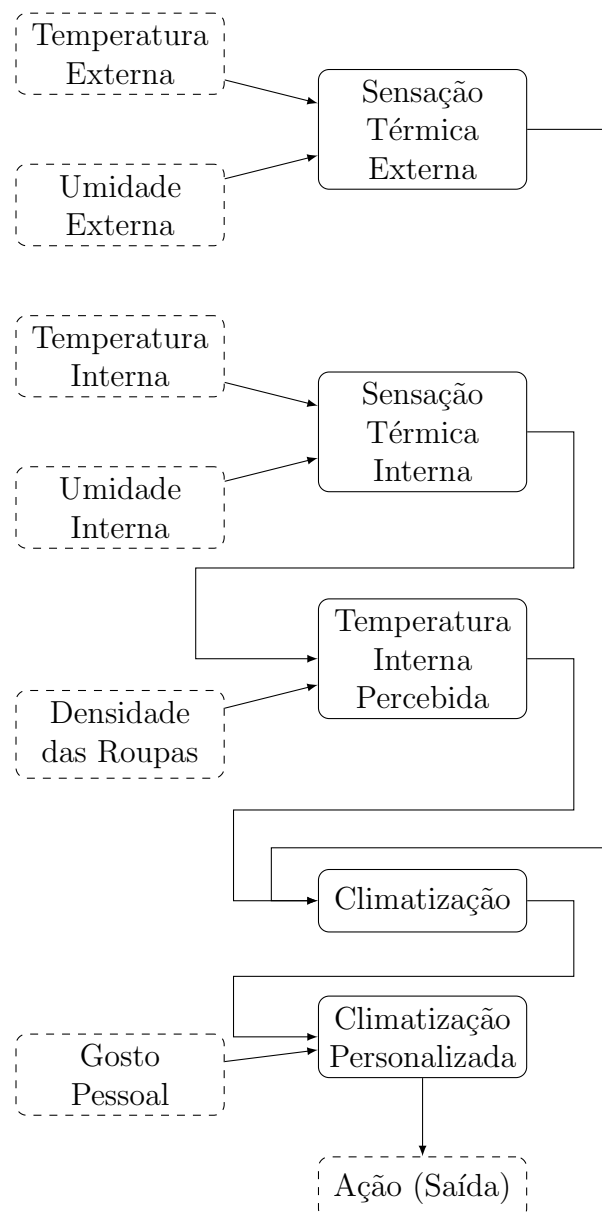 Temperatura
Externa
Sensação
Térmica
Externa
Umidade
Externa
Temperatura
Interna
Sensação
Térmica
Interna
Umidade
Interna
Temperatura
Interna
Percebida
Densidade
das Roupas
Climatização
Climatização
Personalizada
Gosto
Pessoal
Ação (Saída)